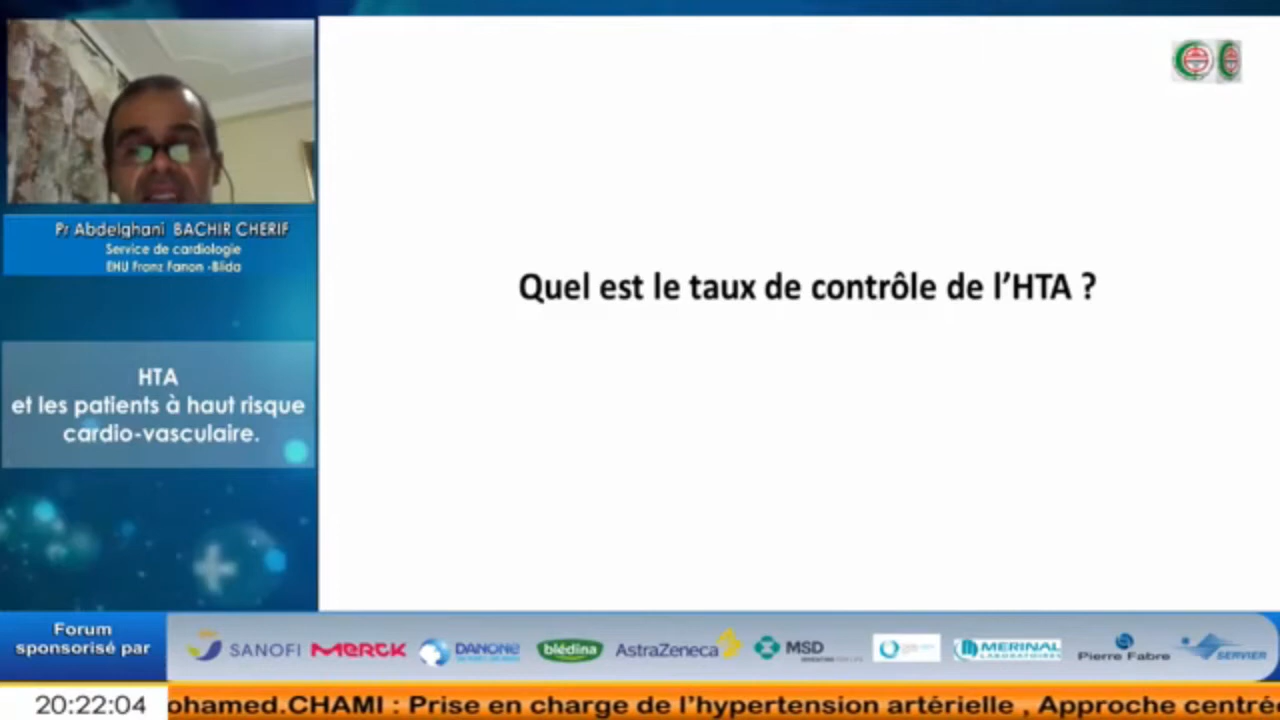 Pr Abdelghani BACHIR CHERIF
Service de cardiologie
EHU Franz Fanon -Blida
HTA
et les patients à haut risque
cardio-vasculaire.
Quel est le taux de contrôle de l’HTA ?
Forum
sponsorisé par
SANOFI
MERCK
DANONE
blédina
AstraZeneca
MSD
MERINAL
LABORATOIRES
Pierre Fabre
SERVIER
20:22:04
ohamed.CHAMI : Prise en charge de l'hypertension artérielle , Approche centré